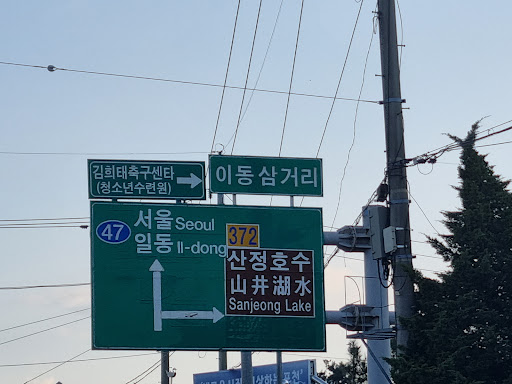 김희태축구센타
(청소년수련원)
이동삼거리
47
서울 Seoul
일동 Il-dong
372
산정호수
山井湖水
Sanjeong Lake